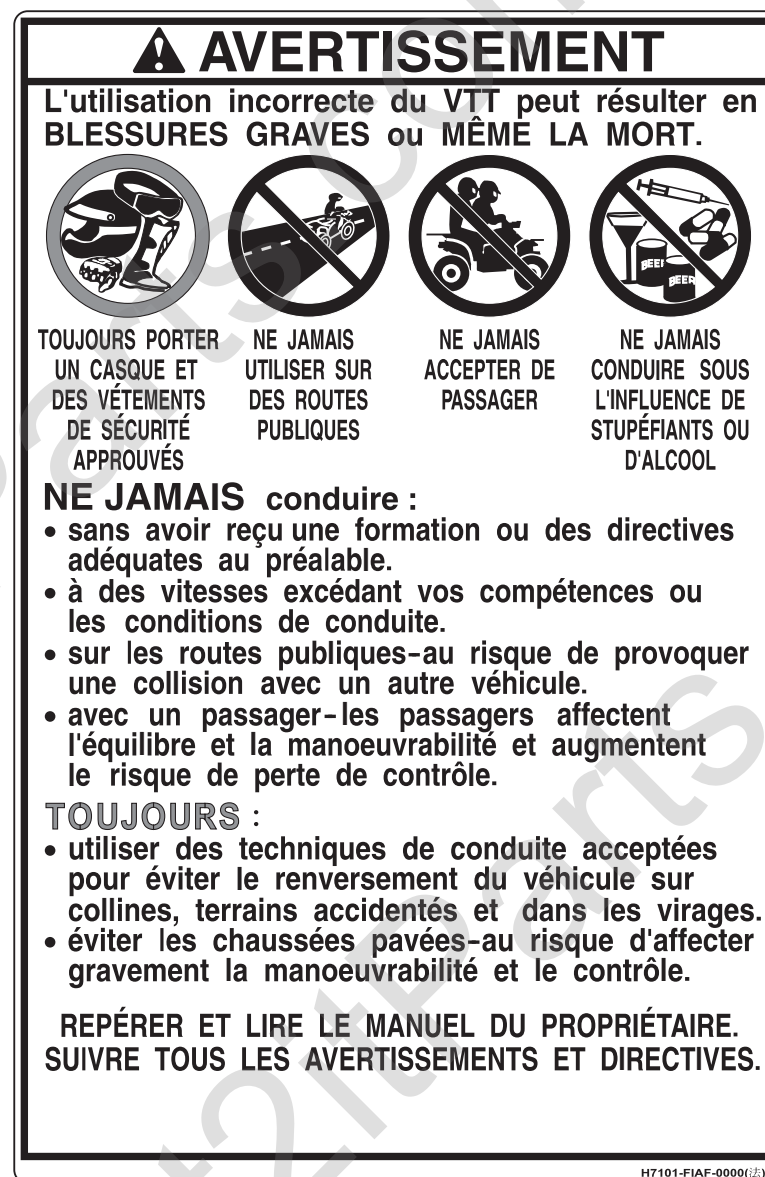 AVERTISSEMENT
L'utilisation incorrecte du VTT peut résulter en
BLESSURES GRAVES ou MÊME LA MORT.
BEER
BEER
TOUJOURS PORTER
UN CASQUE ET
DES VÉTEMENTS
DE SÉCURITÉ
APPROUVÉS
NE JAMAIS
UTILISER SUR
DES ROUTES
PUBLIQUES
NE JAMAIS
ACCEPTER DE
PASSAGER
NE JAMAIS
CONDUIRE SOUS
L'INFLUENCE DE
STUPÉFIANTS OU
D'ALCOOL
NE JAMAIS conduire :
• sans avoir reçu une formation ou des directives
adéquates au préalable.
• à des vitesses excédant vos compétences ou
les conditions de conduite.
• sur les routes publiques-au risque de provoquer
une collision avec un autre véhicule.
• avec un passager-les passagers affectent
l'équilibre et la manoeuvrabilité et augmentent
le risque de perte de contrôle.
TOUJOURS :
• utiliser des techniques de conduite acceptées
pour éviter le renversement du véhicule sur
collines, terrains accidentés et dans les virages.
• éviter les chaussées pavées-au risque d'affecter
gravement la manoeuvrabilité et le contrôle.
REPÉRER ET LIRE LE MANUEL DU PROPRIÉTAIRE.
SUIVRE TOUS LES AVERTISSEMENTS ET DIRECTIVES.
H7101-FIAF-0000(法)